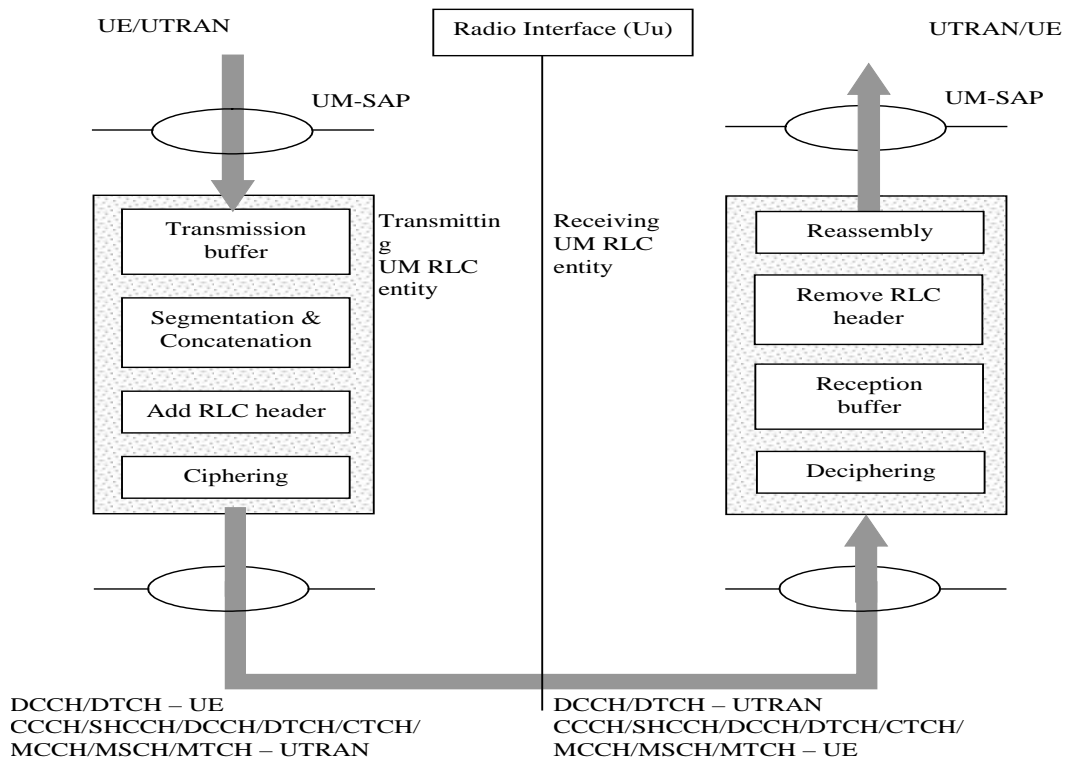 UE/UTRAN
Radio Interface (Uu)
UTRAN/UE
UM-SAP
UM-SAP
Transmission
buffer
Segmentation &
Concatenation
Add RLC header
Ciphering
Transmittin
g
UM RLC
entity
Receiving
UM RLC
entity
Reassembly
Remove RLC
header
Reception
buffer
Deciphering
DCCH/DTCH – UE
CCCH/SHCCH/DCCH/DTCH/CTCH/
MCCH/MSCH/MTCH – UTRAN
DCCH/DTCH – UTRAN
CCCH/SHCCH/DCCH/DTCH/CTCH/
MCCH/MSCH/MTCH – UE